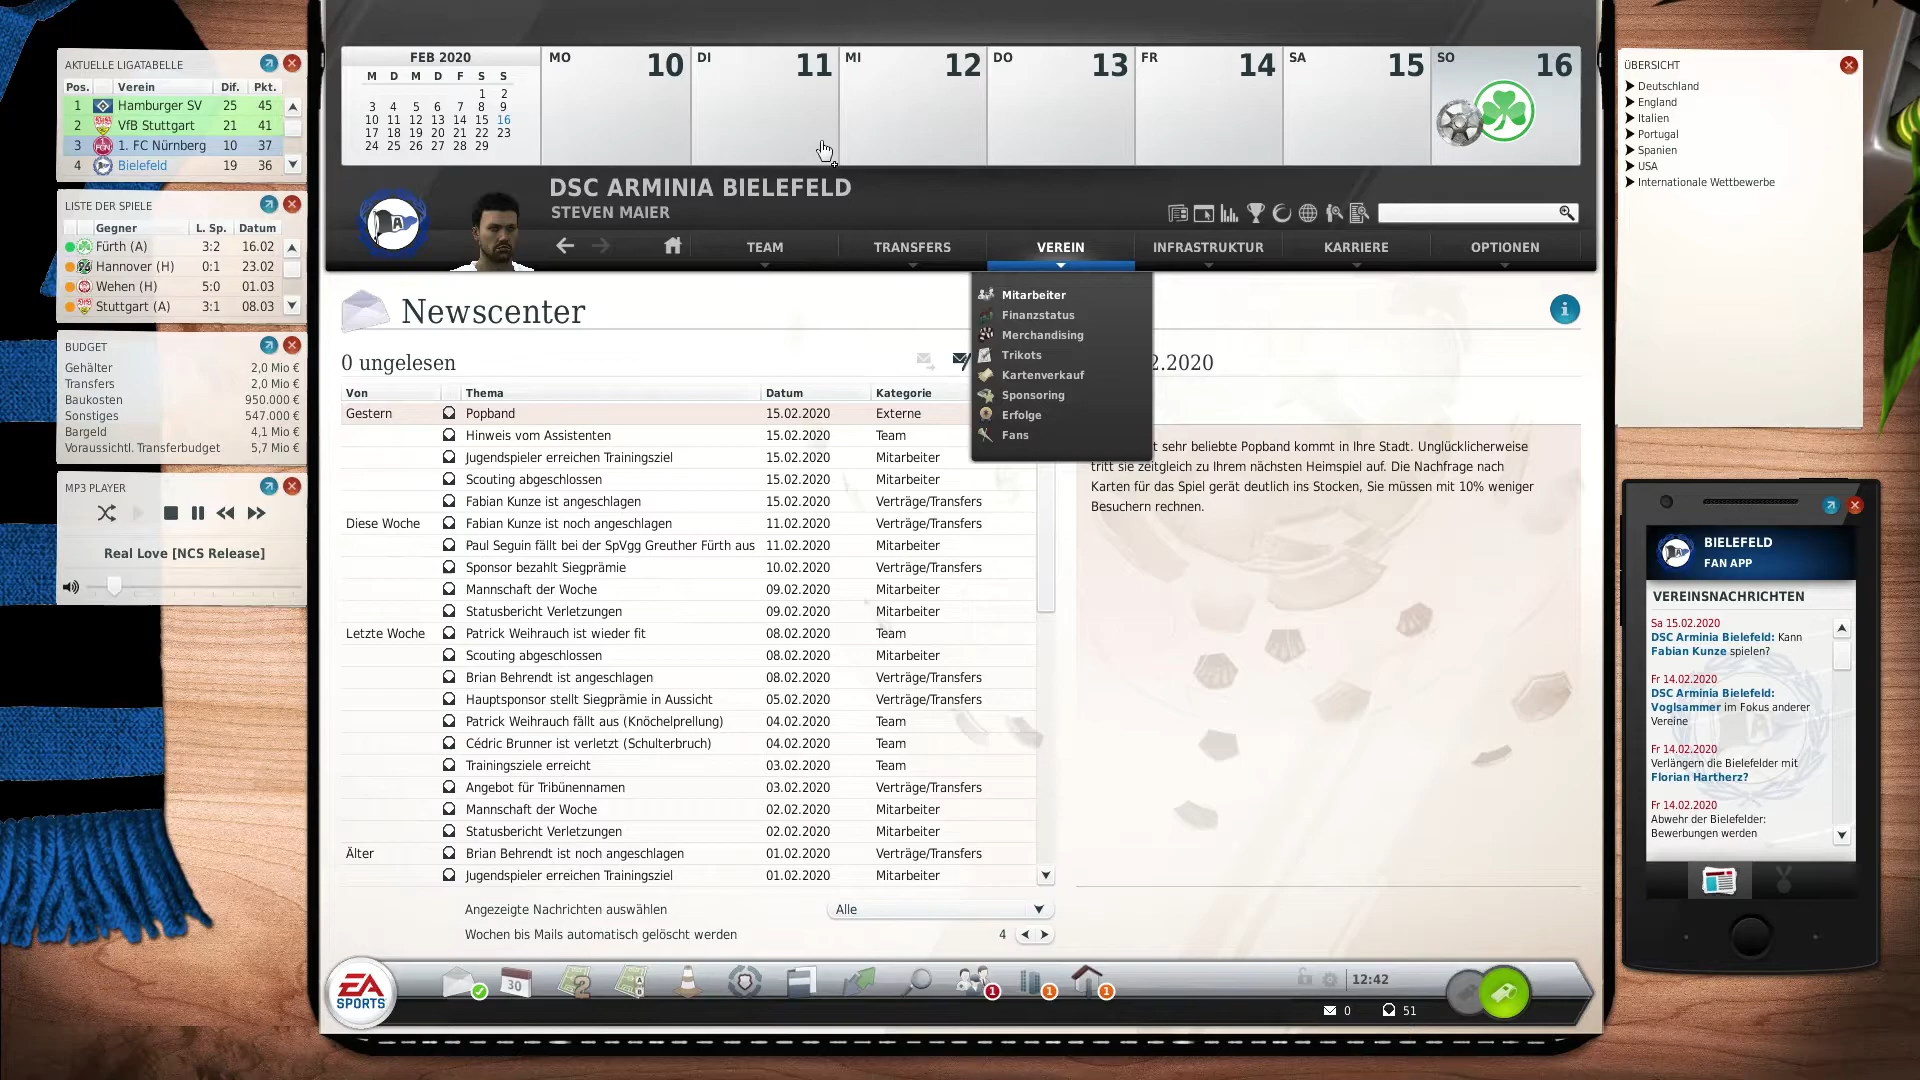 AKTUELLE LIGATABELLE
Pos. Verein Dif. Pkt.
1 Hamburger SV 25 45
2 VfB Stuttgart 21 41
3 1. FC Nürnberg 10 37
4 Bielefeld 19 36
LISTE DER SPIELE
Gegner L. Sp. Datum
Fürth (A) 3:2 16.02
Hannover (H) 0:1 23.02
Wehen (H) 5:0 01.03
Stuttgart (A) 3:1 08.03
BUDGET
Gehälter 2,0 Mio €
Transfers 2,0 Mio €
Baukosten 950.000 €
Sonstiges 547.000 €
Bargeld 4,1 Mio €
Voraussichtl. Transferbudget 5,7 Mio €
MP3 PLAYER
Real Love [NCS Release]
FEB 2020
M D M D F S S
1 2
3 4 5 6 7 8 9
10 11 12 13 14 15 16
17 18 19 20 21 22 23
24 25 26 27 28 29
MO 10
DI 11
MI 12
DO 13
FR 14
SA 15
SO 16
DSC ARMINIA BIELEFELD
STEVEN MAIER
TEAM TRANSFERS VEREIN INFRASTRUKTUR KARRIERE OPTIONEN
Mitarbeiter
Finanzstatus
Merchandising
Trikots
Kartenverkauf
Sponsoring
Erfolge
Fans
Newscenter
0 ungelesen
Von Thema Datum Kategorie
Gestern Popband 15.02.2020 Externe
Hinweis vom Assistenten 15.02.2020 Team
Jugendspieler erreichen Trainingsziel 15.02.2020 Mitarbeiter
Scouting abgeschlossen 15.02.2020 Mitarbeiter
Fabian Kunze ist angeschlagen 15.02.2020 Verträge/Transfers
Diese Woche Fabian Kunze ist noch angeschlagen 11.02.2020 Verträge/Transfers
Paul Seguin fällt bei der SpVgg Greuther Fürth aus 11.02.2020 Mitarbeiter
Sponsor bezahlt Siegprämie 10.02.2020 Verträge/Transfers
Mannschaft der Woche 09.02.2020 Mitarbeiter
Statusbericht Verletzungen 09.02.2020 Mitarbeiter
Letzte Woche Patrick Weihrauch ist wieder fit 08.02.2020 Team
Scouting abgeschlossen 08.02.2020 Mitarbeiter
Brian Behrendt ist angeschlagen 08.02.2020 Verträge/Transfers
Hauptsponsor stellt Siegprämie in Aussicht 05.02.2020 Verträge/Transfers
Patrick Weihrauch fällt aus (Knöchelprellung) 04.02.2020 Team
Cédric Brunner ist verletzt (Schulterbruch) 04.02.2020 Team
Trainingsziele erreicht 03.02.2020 Team
Angebot für Tribünennamen 03.02.2020 Verträge/Transfers
Mannschaft der Woche 02.02.2020 Mitarbeiter
Statusbericht Verletzungen 02.02.2020 Mitarbeiter
Älter Brian Behrendt ist noch angeschlagen 01.02.2020 Verträge/Transfers
Jugendspieler erreichen Trainingsziel 01.02.2020 Mitarbeiter
Angezeigte Nachrichten auswählen Alle
Wochen bis Mails automatisch gelöscht werden 4
2.2020
t sehr beliebte Popband kommt in Ihre Stadt. Unglücklicherweise
tritt sie zeitgleich zu Ihrem nächsten Heimspiel auf. Die Nachfrage nach
Karten für das Spiel gerät deutlich ins Stocken, Sie müssen mit 10% weniger
Besuchern rechnen.
EA
SPORTS
30
2
1
1
1
12:42
0 51
ÜBERSICHT
Deutschland
England
Italien
Portugal
Spanien
USA
Internationale Wettbewerbe
BIELEFELD
FAN APP
VEREINSNACHRICHTEN
Sa 15.02.2020
DSC Arminia Bielefeld: Kann
Fabian Kunze spielen?
Fr 14.02.2020
DSC Arminia Bielefeld:
Voglsammer im Fokus anderer
Vereine
Fr 14.02.2020
Verlängern die Bielefelder mit
Florian Hartherz?
Fr 14.02.2020
Abwehr der Bielefelder:
Bewerbungen werden